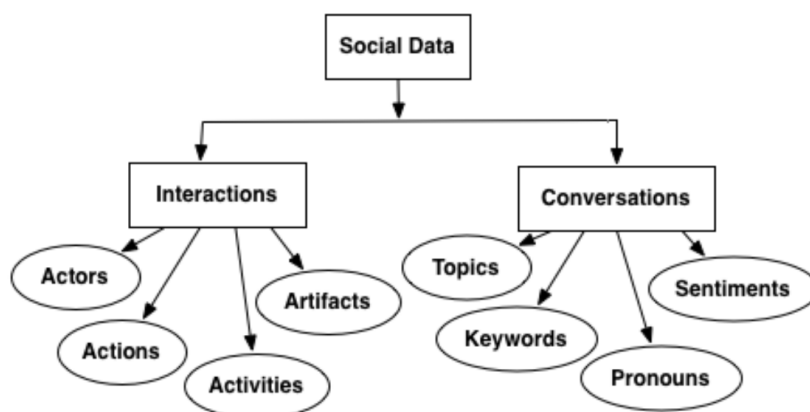 Social Data
Interactions
Conversations
Actors
Actions
Activities
Artifacts
Topics
Keywords
Pronouns
Sentiments